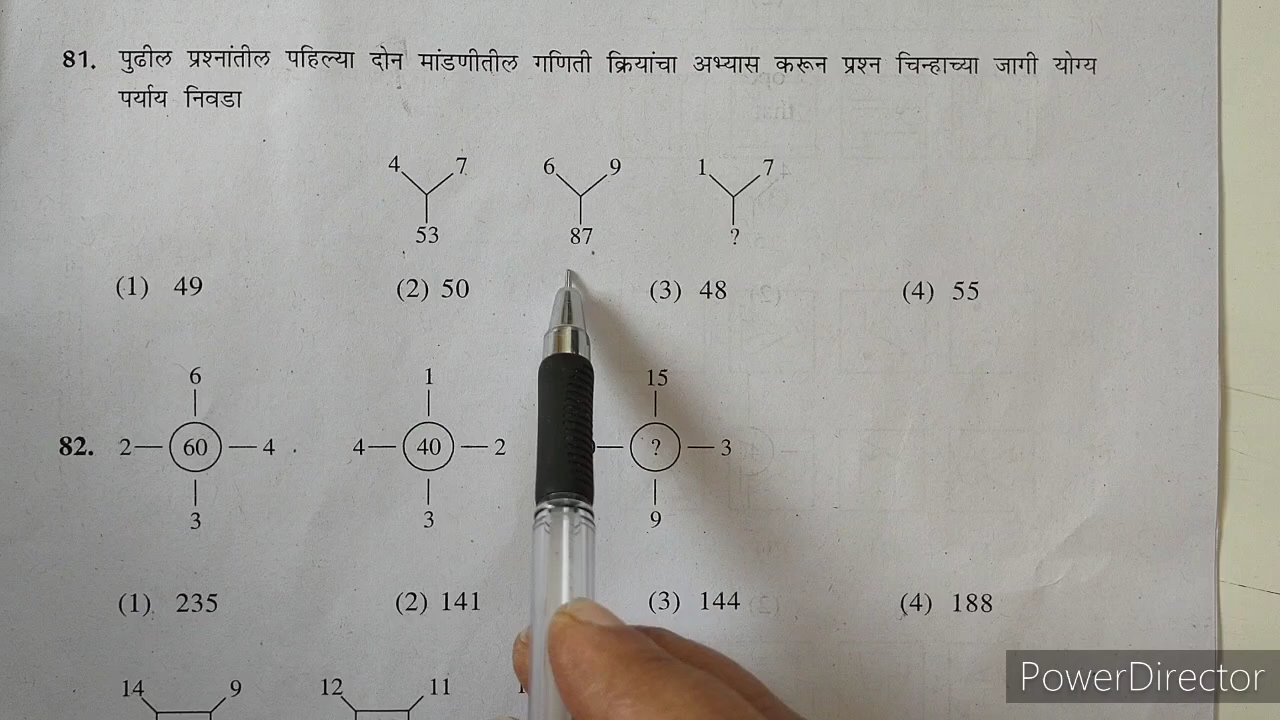 81. पुढील प्रश्नांतील पहिल्या दोन मांडणीतील गणिती क्रियांचा अभ्यास करून प्रश्न चिन्हाच्या जागी योग्य
पर्याय निवडा
4 7 6 9 1 7
53 87 ?
(1) 49 (2) 50 (3) 48 (4) 55
6 1 15
82. 2 60 4 4 40 2 ? 3
3 3 9
(1) 235 (2) 141 (3) 144 (4) 188
14 9 12 11
PowerDirector